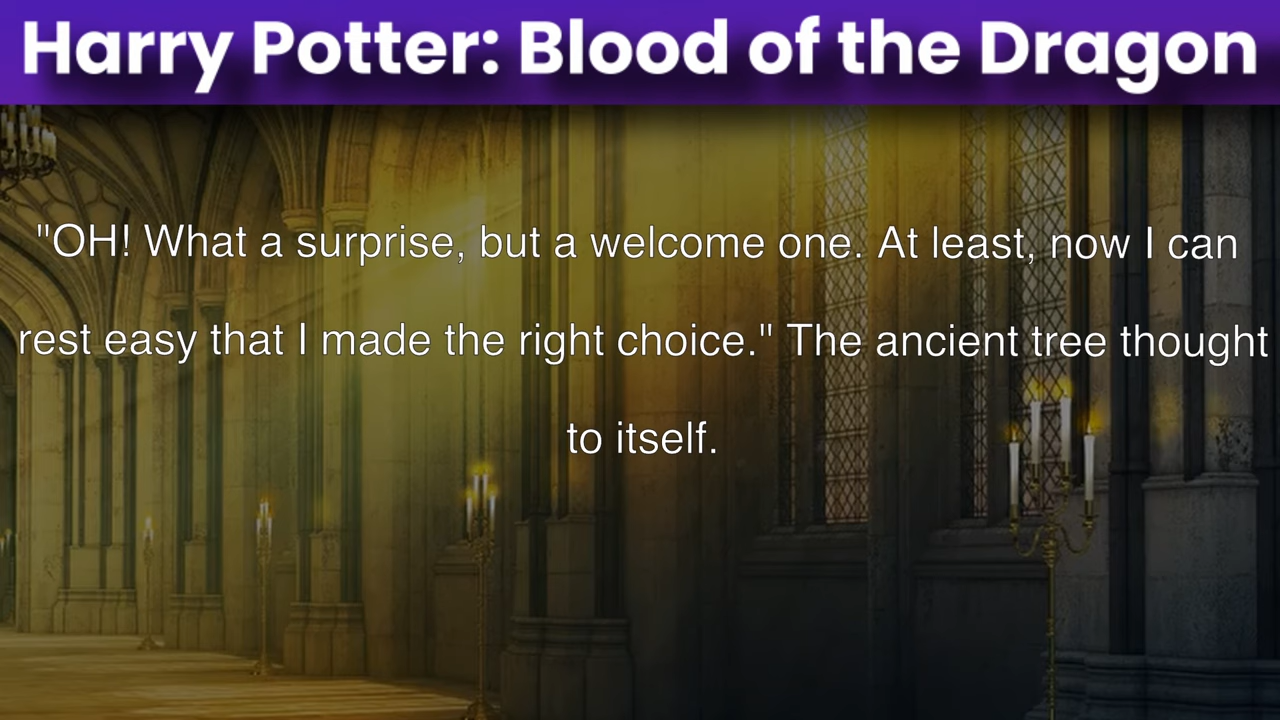 Harry Potter: Blood of the Dragon
"OH! What a surprise, but a welcome one. At least, now I can
rest easy that I made the right choice." The ancient tree thought
to itself.